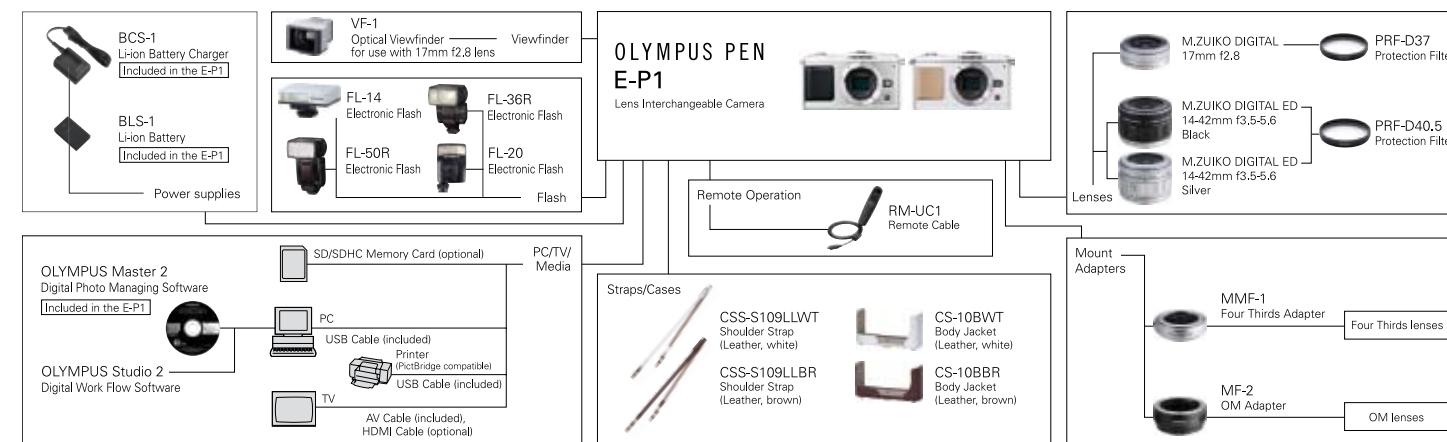 BCS-1
Li-ion Battery Charger
Included in the E-P1
BLS-1
Li-ion Battery
Included in the E-P1
Power supplies
VF-1
Optical Viewfinder
for use with 17mm f2.8 lens
Viewfinder
FL-14
Electronic Flash
FL-36R
Electronic Flash
FL-50R
Electronic Flash
FL-20
Electronic Flash
Flash
OLYMPUS PEN
E-P1
Lens Interchangeable Camera
M.ZUIKO DIGITAL
17mm f2.8
PRF-D37
Protection Filte
M.ZUIKO DIGITAL ED
14-42mm f3,5-5,6
Black
PRF-D40.5
Protection Filte
M.ZUIKO DIGITAL ED
14-42mm f3.5-5.6
Silver
Lenses
Remote Operation
RM-UC1
Remote Cable
OLYMPUS Master 2
Digital Photo Managing Software
Included in the E-P1
OLYMPUS Studio 2
Digital Work Flow Software
SD/SDHC Memory Card (optional)
PC/TV/
Media
PC
USB Cable (included)
Printer
(PictBridge compatible)
USB Cable (included)
TV
AV Cable (included),
HDMI Cable (optional)
Straps/Cases
CSS-S109LLWT
Shoulder Strap
(Leather, white)
CS-10BWT
Body Jacket
(Leather, white)
CSS-S109LLBR
Shoulder Strap
(Leather, brown)
CS-10BBR
Body Jacket
(Leather, brown)
Mount
Adapters
MMF-1
Four Thirds Adapter
Four Thirds lenses
MF-2
OM Adapter
OM lenses